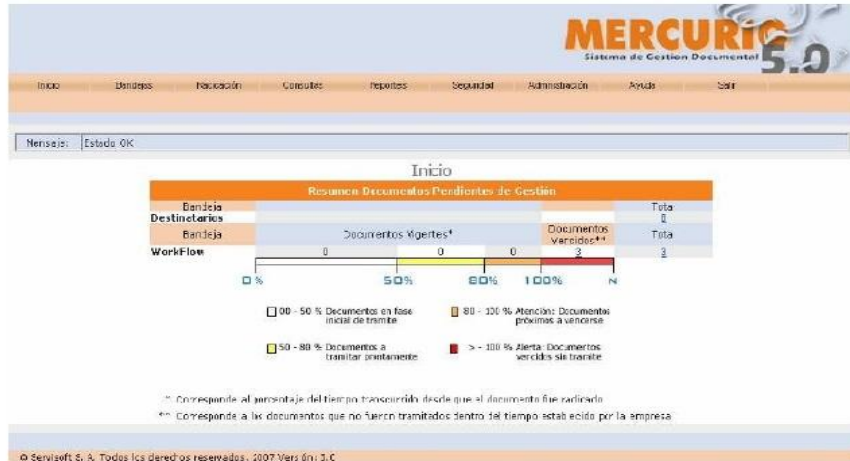 MERCURIO
Sistema de Gestión Documental
5.0
Inicio Bandejas Radicación Consultas Reportes Seguridad Administración Ayuda Salir
Mensaje: Estado OK
Inicio
Resumen Documentos Pendientes de Gestión
Bandeja Total
Destinatarios 0
Bandeja Documentos Vigentes* Documentos Vencidos** Total
WorkFlow 0 0 0 3 3
0% 50% 80% 100% N
00 - 50 % Documentos en fase inicial de tramite
80 - 100 % Atención: Documentos próximos a vencerse
50 - 80 % Documentos a tramitar prontamente
> - 100 % Alerta: Documentos vencidos sin tramite
* Corresponde al porcentaje del tiempo transcurrido desde que el documento fue radicado
** Corresponde a los documentos que no fueron tramitados dentro del tiempo establecido por la empresa
© Servisoft S. A. Todos los derechos reservados. 2007 Versión: 5.0